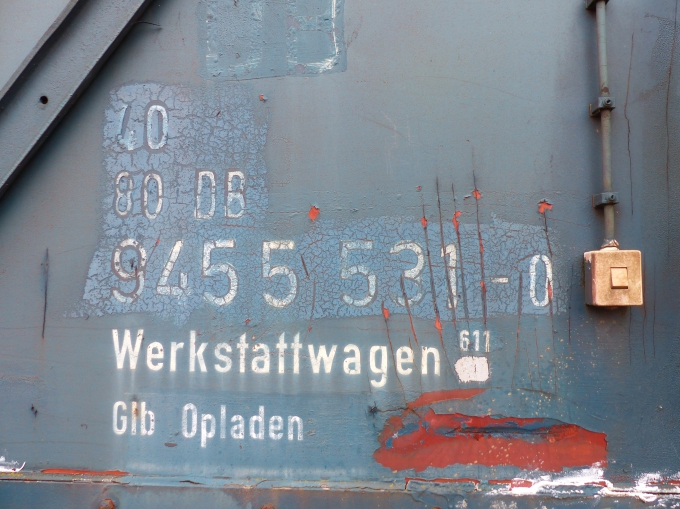 40
80 DB
945 5 531-0
Werkstattwagen 611
Glb Opladen